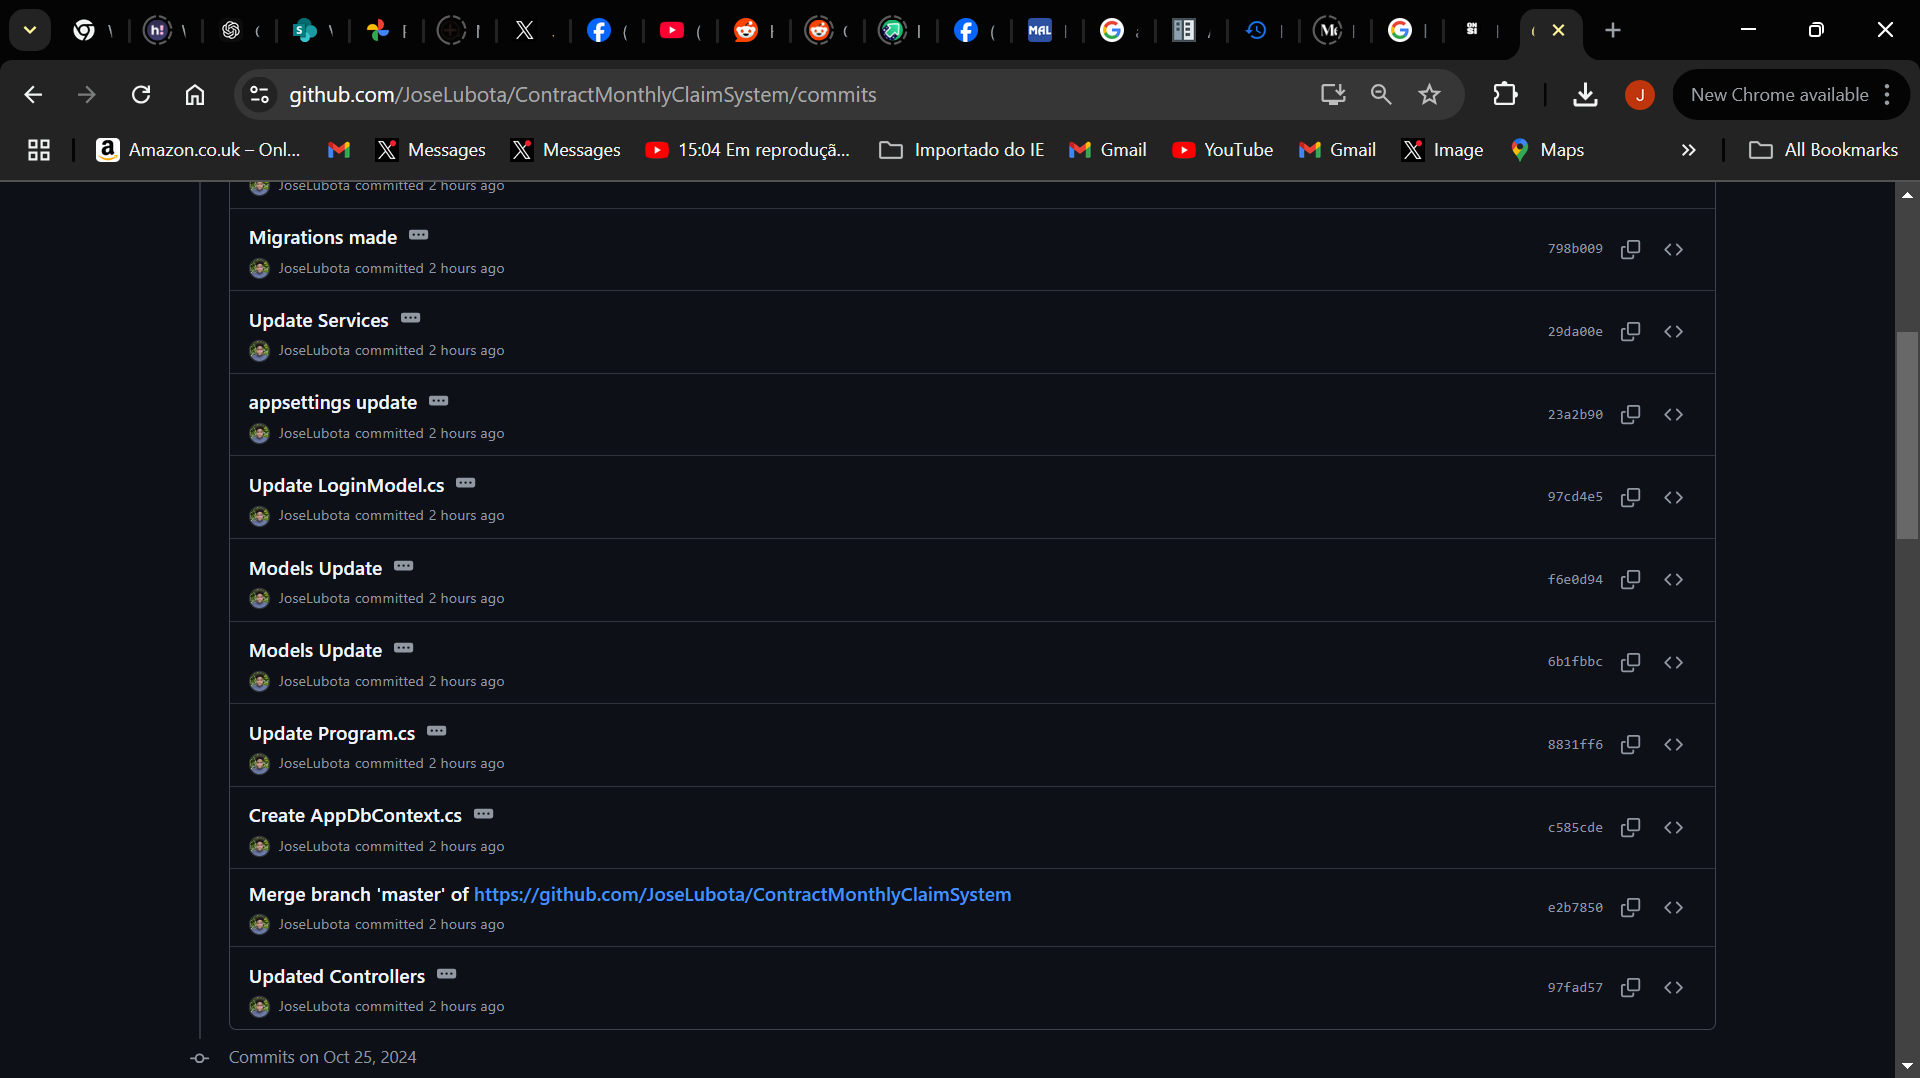 github.com/JoseLubota/ContractMonthlyClaimSystem/commits
J
New Chrome available
Amazon.co.uk – Onl...
Messages
Messages
15:04 Em reproduçã...
Importado do IE
Gmail
YouTube
Gmail
Image
Maps
All Bookmarks
JoseLubota committed 2 hours ago
Migrations made
JoseLubota committed 2 hours ago
798b009
Update Services
JoseLubota committed 2 hours ago
29da00e
appsettings update
JoseLubota committed 2 hours ago
23a2b90
Update LoginModel.cs
JoseLubota committed 2 hours ago
97cd4e5
Models Update
JoseLubota committed 2 hours ago
f6e0d94
Models Update
JoseLubota committed 2 hours ago
6b1fbbc
Update Program.cs
JoseLubota committed 2 hours ago
8831ff6
Create AppDbContext.cs
JoseLubota committed 2 hours ago
c585cde
Merge branch 'master' of https://github.com/JoseLubota/ContractMonthlyClaimSystem
JoseLubota committed 2 hours ago
e2b7850
Updated Controllers
JoseLubota committed 2 hours ago
97fad57
Commits on Oct 25, 2024